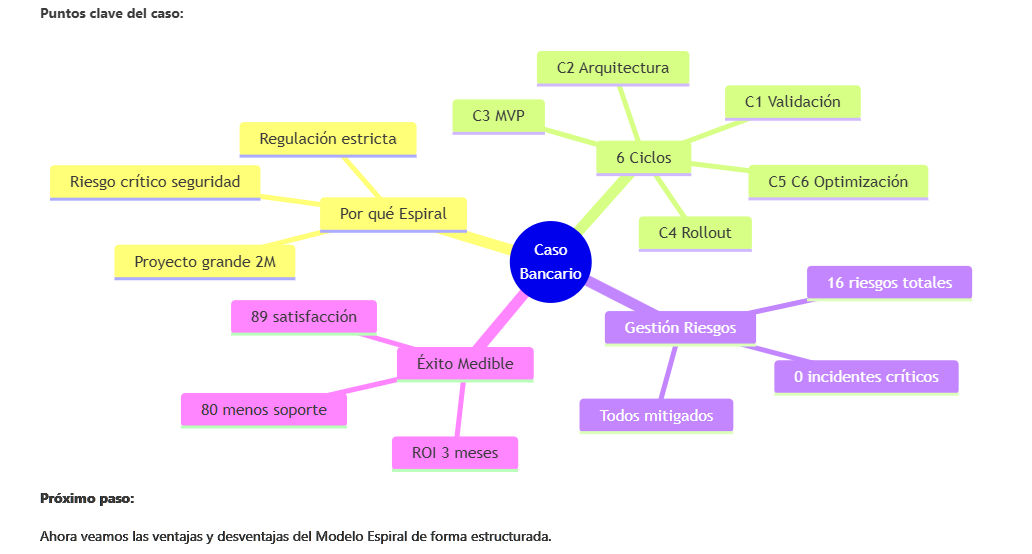 Puntos clave del caso:
C2 Arquitectura
C1 Validación
C3 MVP
Regulación estricta
6 Ciclos
Riesgo crítico seguridad
C5 C6 Optimización
Por qué Espiral
C4 Rollout
Caso
Bancario
Proyecto grande 2M
16 riesgos totales
89 satisfacción
Gestión Riesgos
Éxito Medible
0 incidentes críticos
80 menos soporte
Todos mitigados
ROI 3 meses
Próximo paso:
Ahora veamos las ventajas y desventajas del Modelo Espiral de forma estructurada.